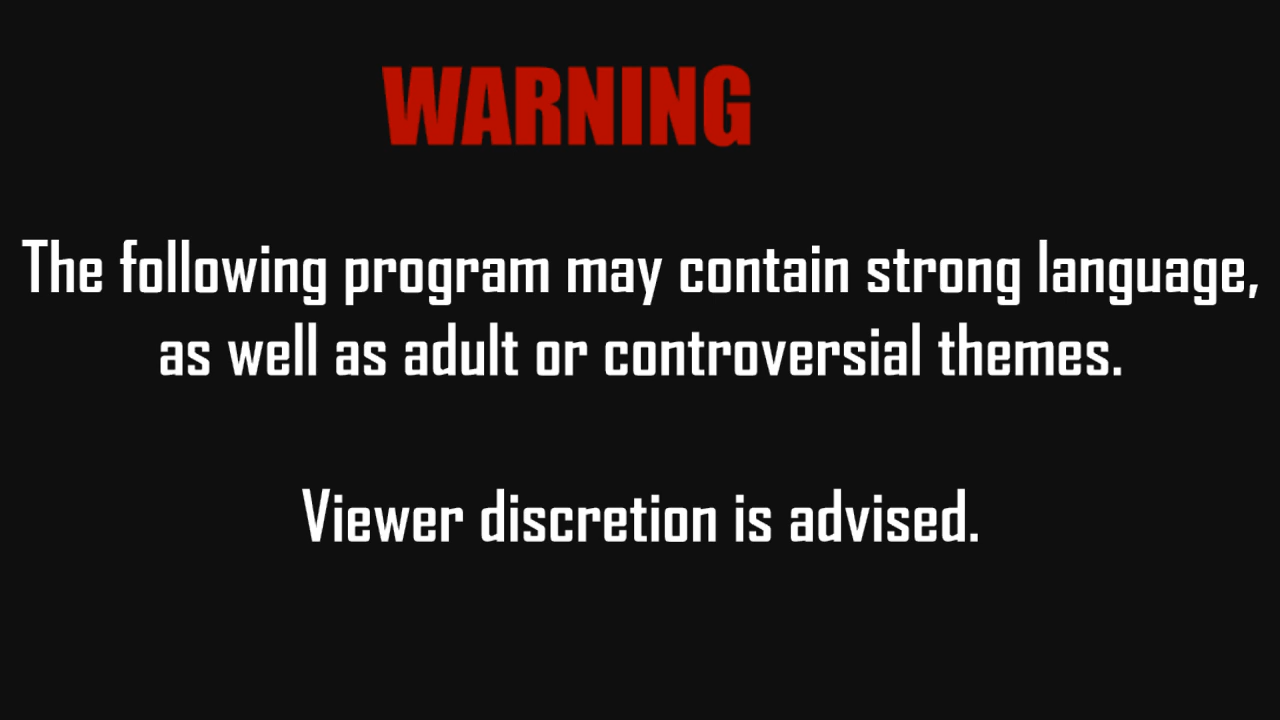 WARNING
The following program may contain strong language,
as well as adult or controversial themes.
Viewer discretion is advised.